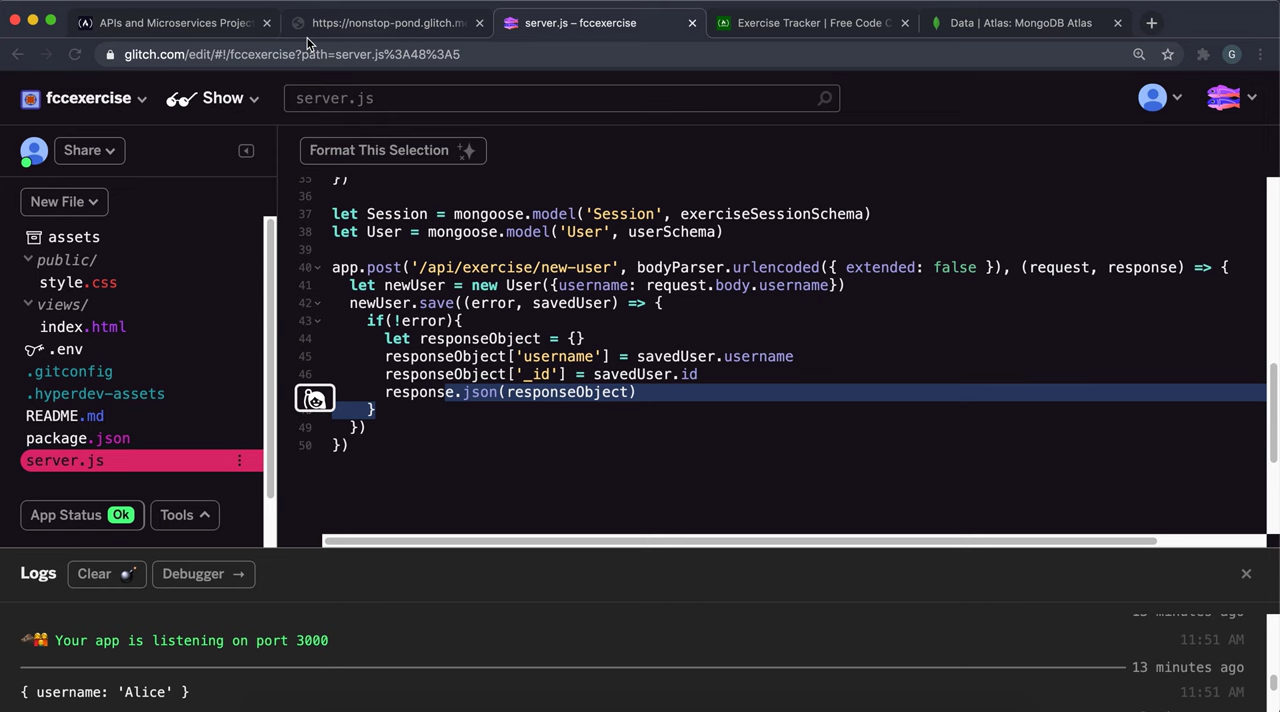 APIs and Microservices Projec
https://nonstop-pond.glitch.m
server.js – fccexercise
Exercise Tracker | Free Code C
Data | Atlas: MongoDB Atlas
glitch.com/edit/#!/fccexercise?path=server.js%3A48%3A5
G
fccexercise
Show
server.js
Share
Format This Selection
New File
assets
public/
style.css
views/
index.html
.env
.gitconfig
.hyperdev-assets
README.md
package.json
server.js
App Status Ok
Tools
35 })
36
37 let Session = mongoose.model('Session', exerciseSessionSchema)
38 let User = mongoose.model('User', userSchema)
39
40 app.post('/api/exercise/new-user', bodyParser.urlencoded({ extended: false }), (request, response) => {
41 let newUser = new User({username: request.body.username})
42 newUser.save((error, savedUser) => {
43 if(!error){
44 let responseObject = {}
45 responseObject['username'] = savedUser.username
46 responseObject['_id'] = savedUser.id
response.json(responseObject)
}
49 })
50 })
Logs
Clear
Debugger →
13 minutes ago
Your app is listening on port 3000
11:51 AM
13 minutes ago
{ username: 'Alice' }
11:51 AM